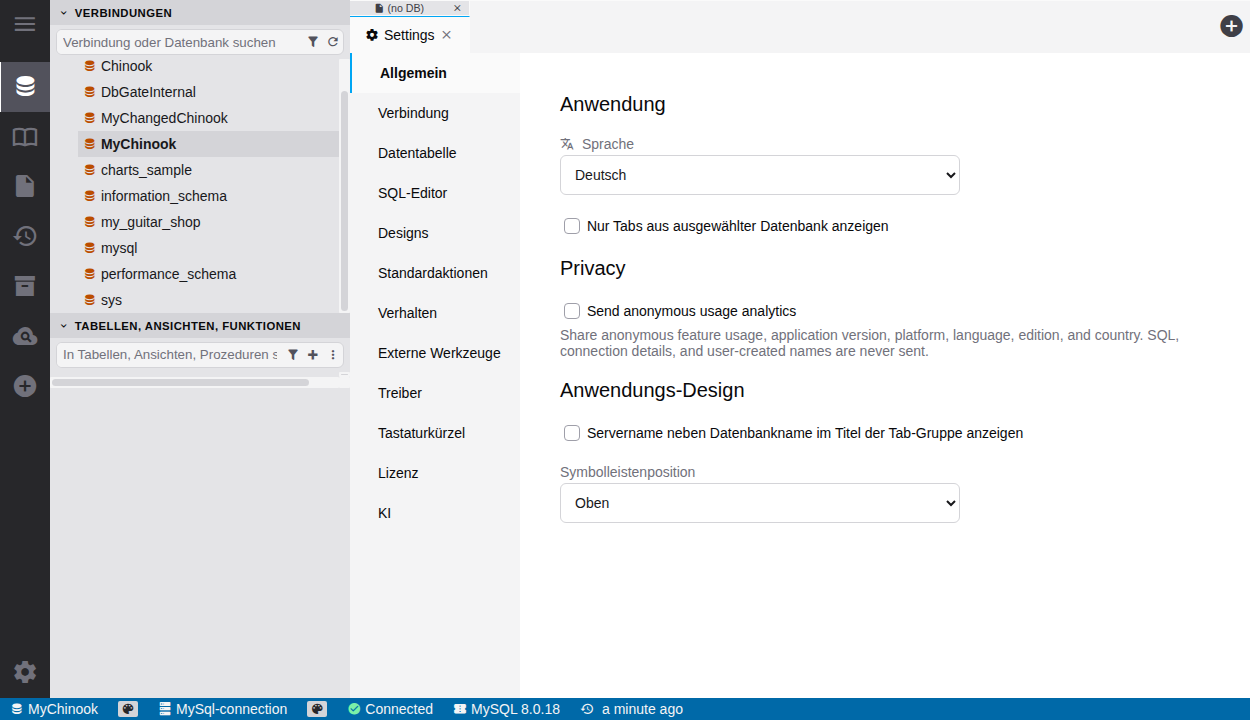 VERBINDUNGEN
Verbindung oder Datenbank suchen
Chinook
DbGateInternal
MyChangedChinook
MyChinook
charts_sample
information_schema
my_guitar_shop
mysql
performance_schema
sys
TABELLEN, ANSICHTEN, FUNKTIONEN
In Tabellen, Ansichten, Prozeduren s
(no DB)
Settings
Allgemein
Verbindung
Datentabelle
SQL-Editor
Designs
Standardaktionen
Verhalten
Externe Werkzeuge
Treiber
Tastaturkürzel
Lizenz
KI
Anwendung
Sprache
Deutsch
Nur Tabs aus ausgewählter Datenbank anzeigen
Privacy
Send anonymous usage analytics
Share anonymous feature usage, application version, platform, language, edition, and country. SQL,
connection details, and user-created names are never sent.
Anwendungs-Design
Servername neben Datenbankname im Titel der Tab-Gruppe anzeigen
Symbolleistenposition
Oben
MyChinook MySql-connection Connected MySQL 8.0.18 a minute ago